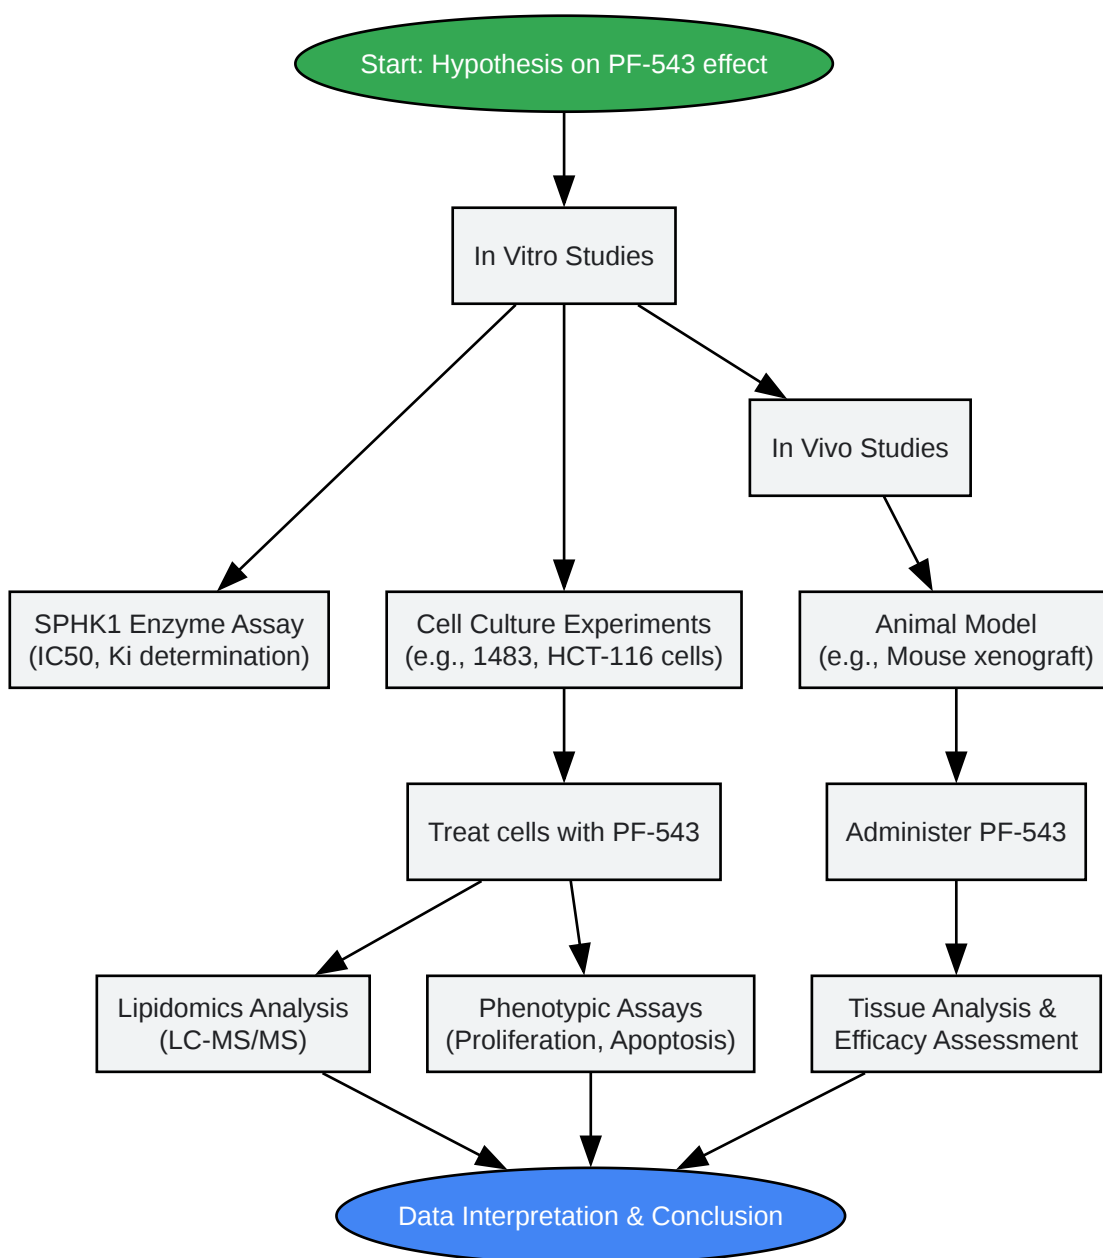 Start: Hypothesis on PF-543 effect
In Vitro Studies
In Vivo Studies
SPHK1 Enzyme Assay
(IC50, Ki determination)
Cell Culture Experiments
(e.g., 1483, HCT-116 cells)
Animal Model
(e.g., Mouse xenograft)
Treat cells with PF-543
Administer PF-543
Lipidomics Analysis
(LC-MS/MS)
Phenotypic Assays
(Proliferation, Apoptosis)
Tissue Analysis &
Efficacy Assessment
Data Interpretation & Conclusion